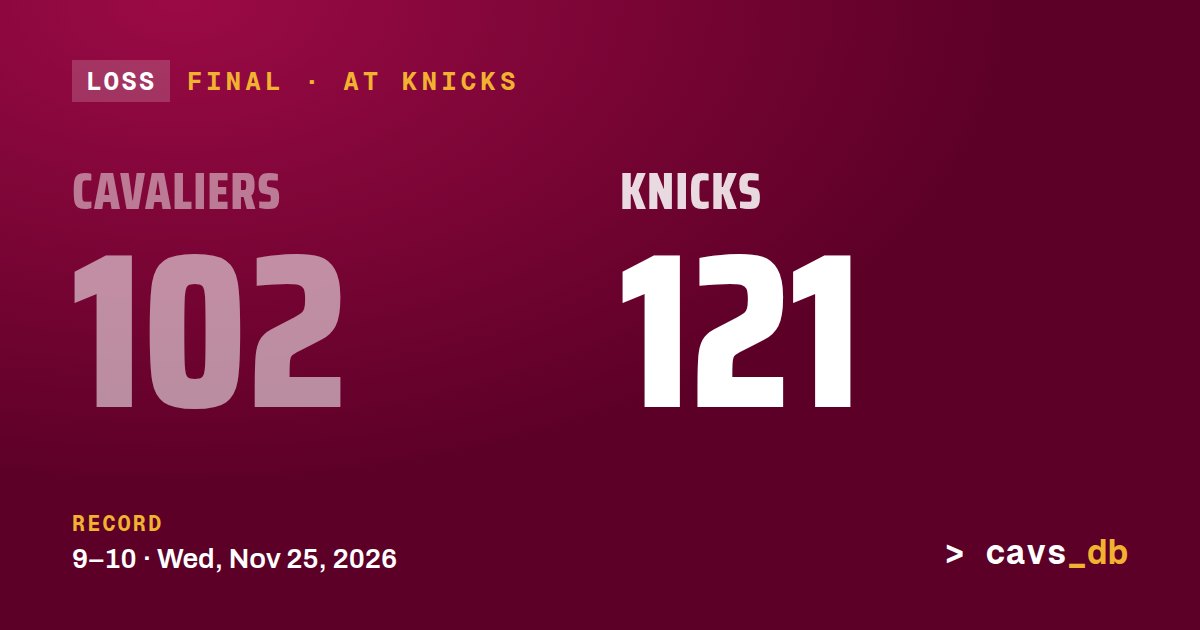 LOSS FINAL · AT KNICKS
CAVALIERS KNICKS
102 121
RECORD
9–10 · Wed, Nov 25, 2026
> cavs_db